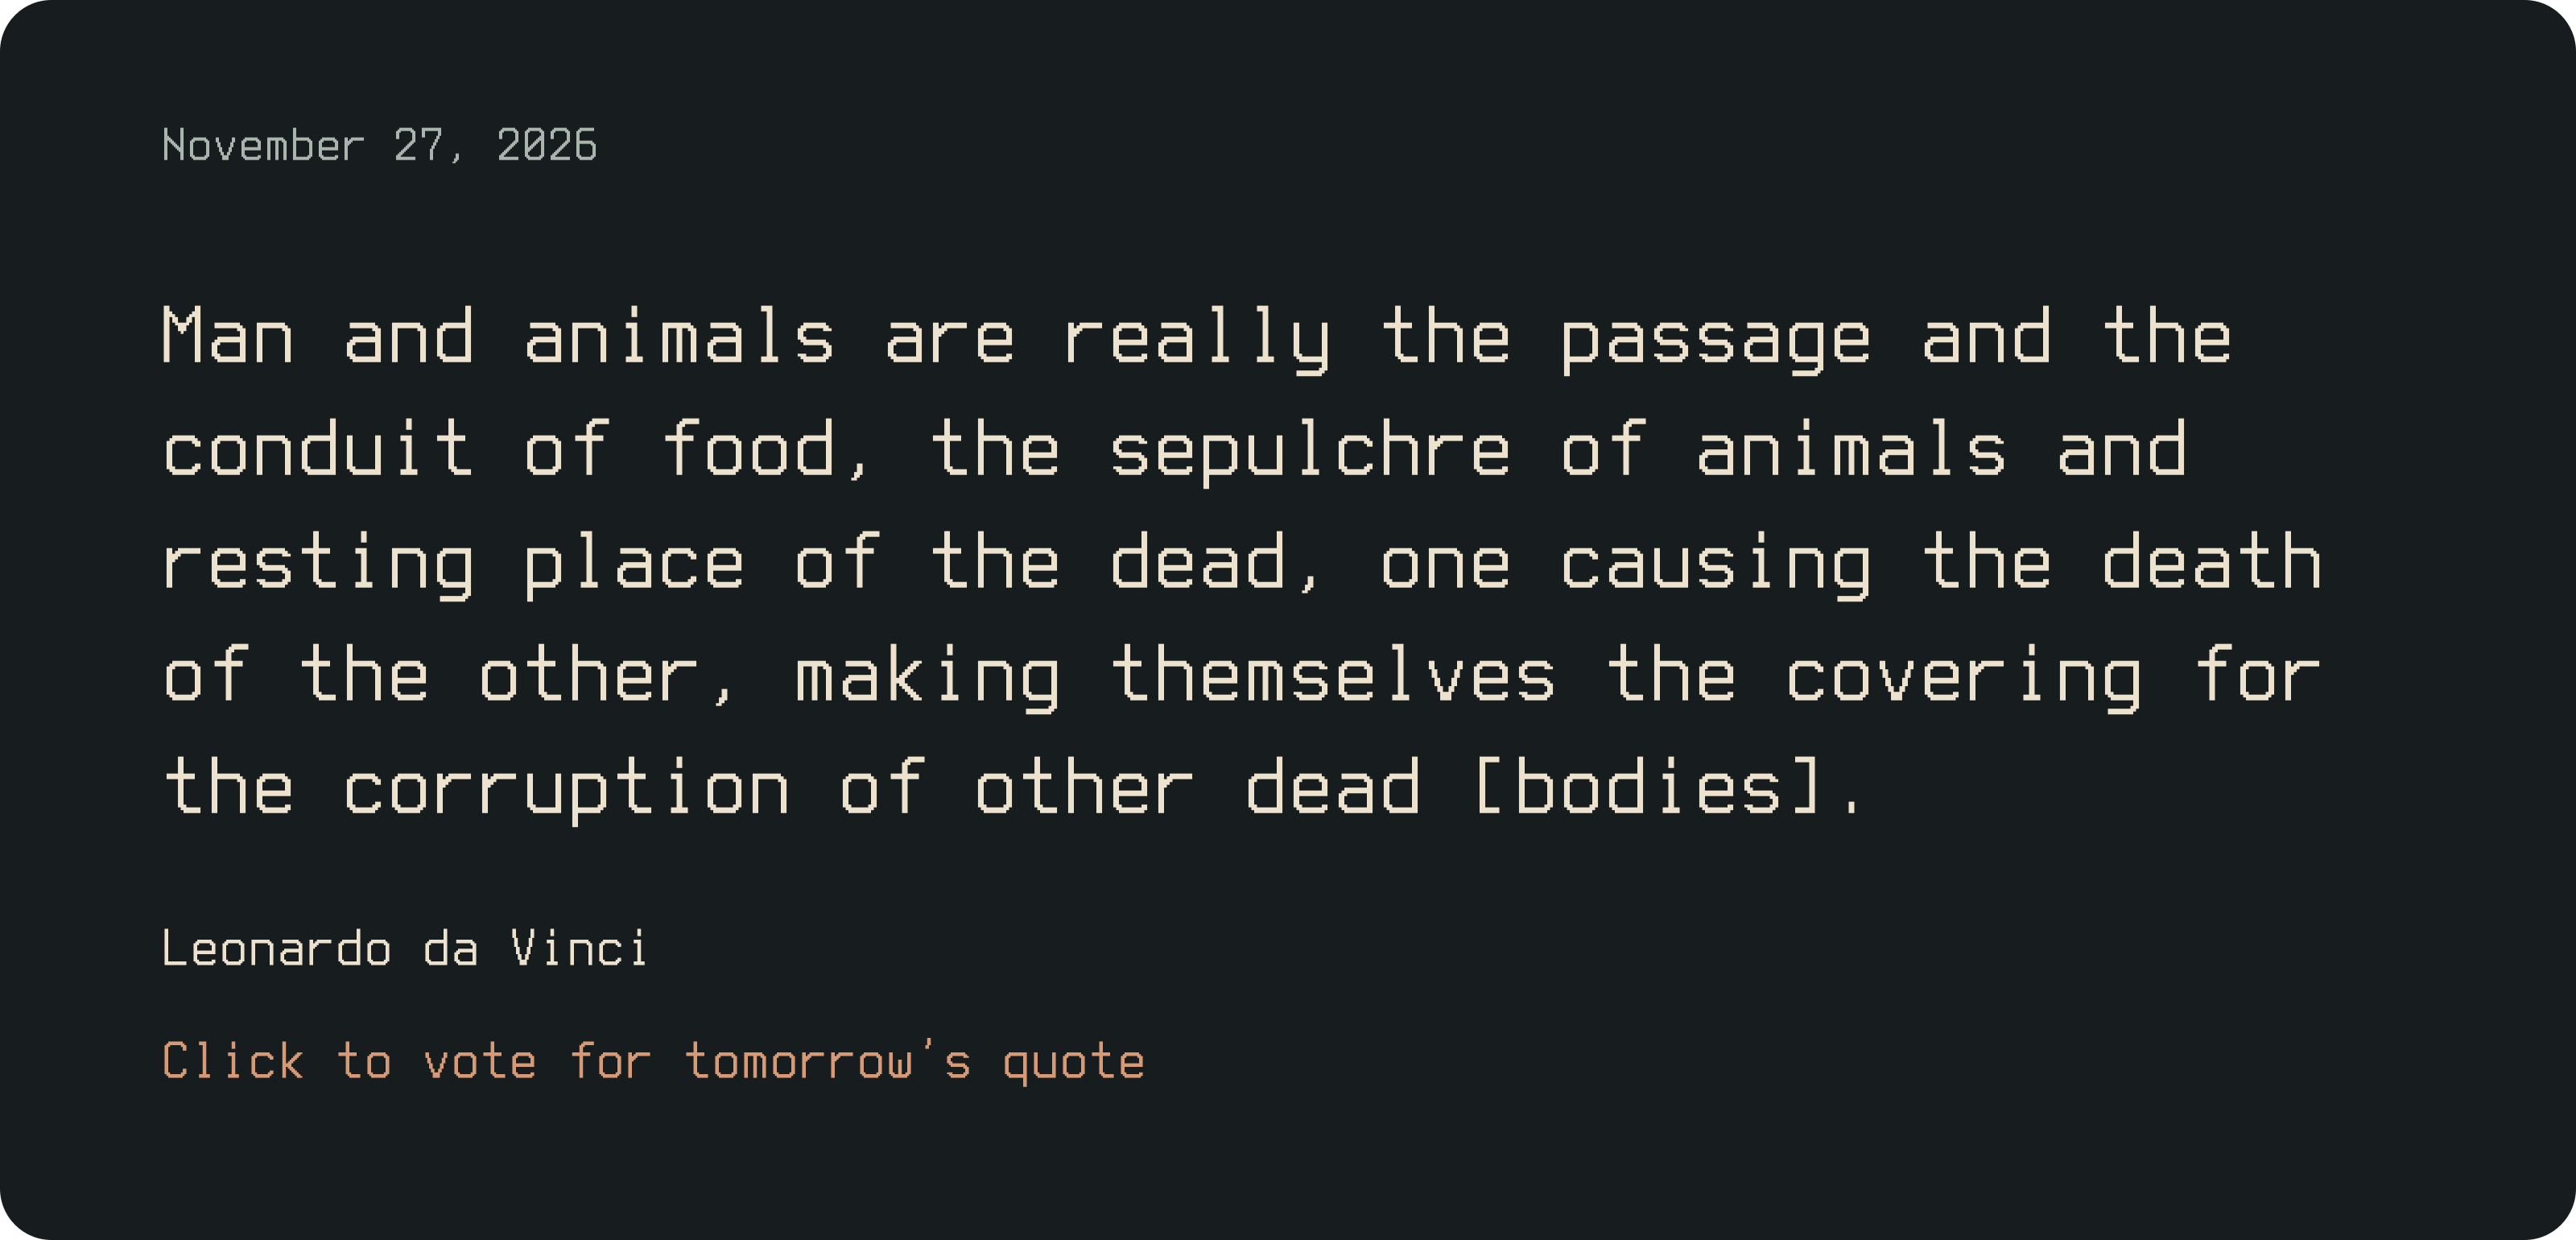 November 27, 2026
Man and animals are really the passage and the
conduit of food, the sepulchre of animals and
resting place of the dead, one causing the death
of the other, making themselves the covering for
the corruption of other dead [bodies].
Leonardo da Vinci
Click to vote for tomorrow's quote